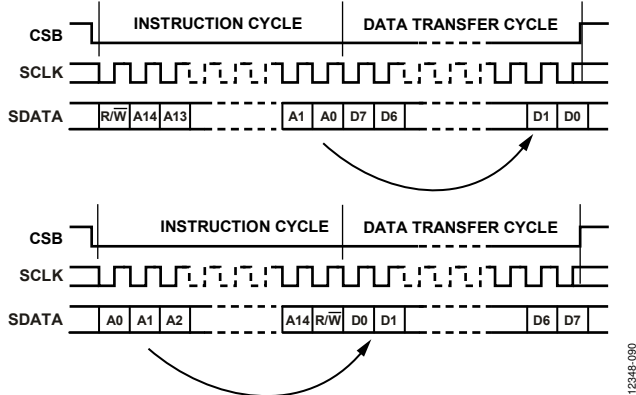 INSTRUCTION CYCLE DATA TRANSFER CYCLE
CSB
SCLK
SDATA R/W̅ A14 A13 A1 A0 D7 D6 D1 D0
INSTRUCTION CYCLE DATA TRANSFER CYCLE
CSB
SCLK
SDATA A0 A1 A2 A14 R/W̅ D0 D1 D6 D7
12348-090